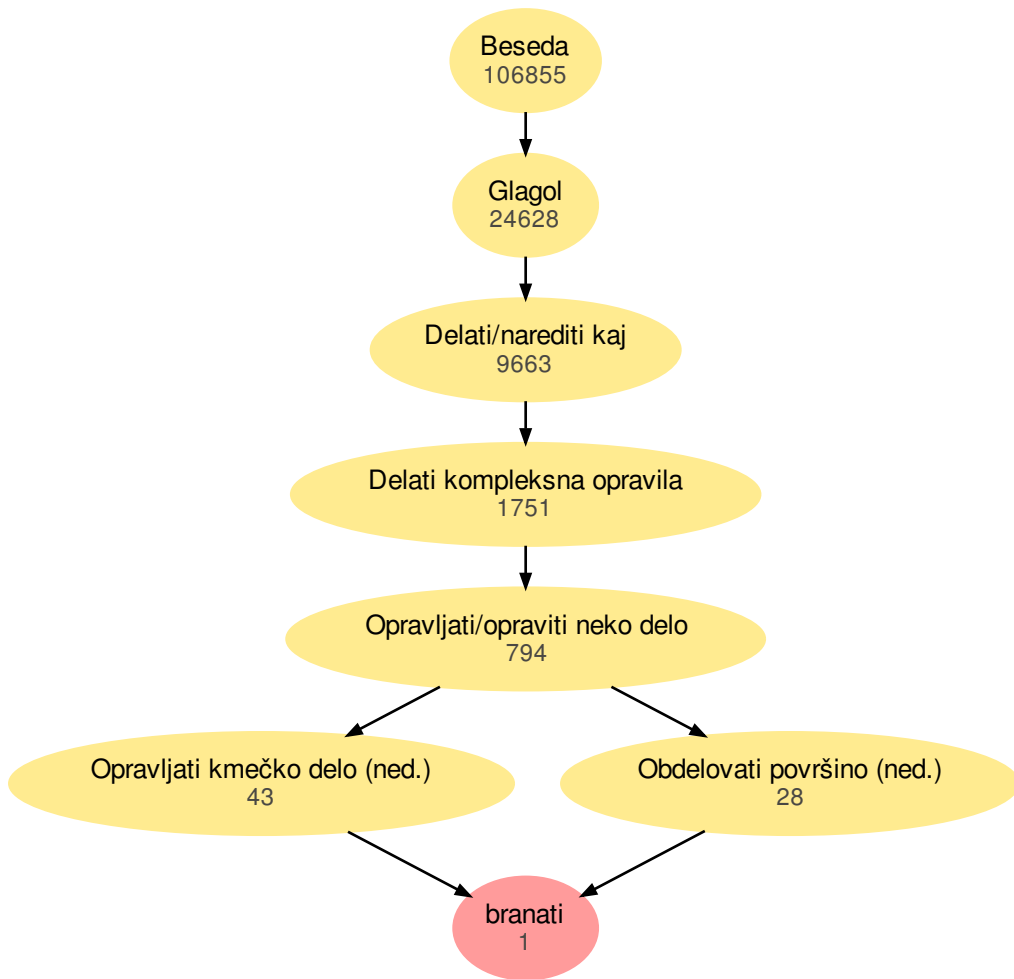 Beseda
106855
Glagol
24628
Delati/narediti kaj
9663
Delati kompleksna opravila
1751
Opravljati/opraviti neko delo
794
Opravljati kmečko delo (ned.)
43
Obdelovati površino (ned.)
28
branati
1